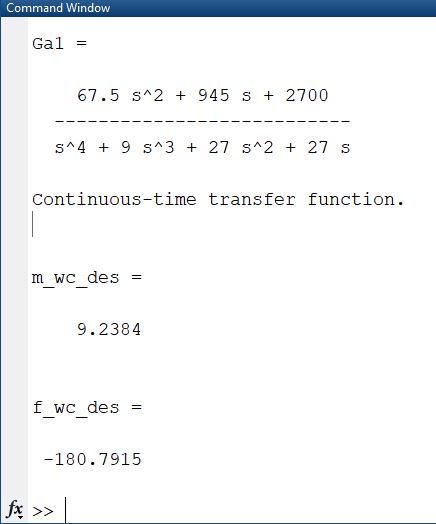 Command Window
Ga1 =
67.5 s^2 + 945 s + 2700
---------------------------
s^4 + 9 s^3 + 27 s^2 + 27 s
Continuous-time transfer function.
m_wc_des =
9.2384
f_wc_des =
-180.7915
fx >>